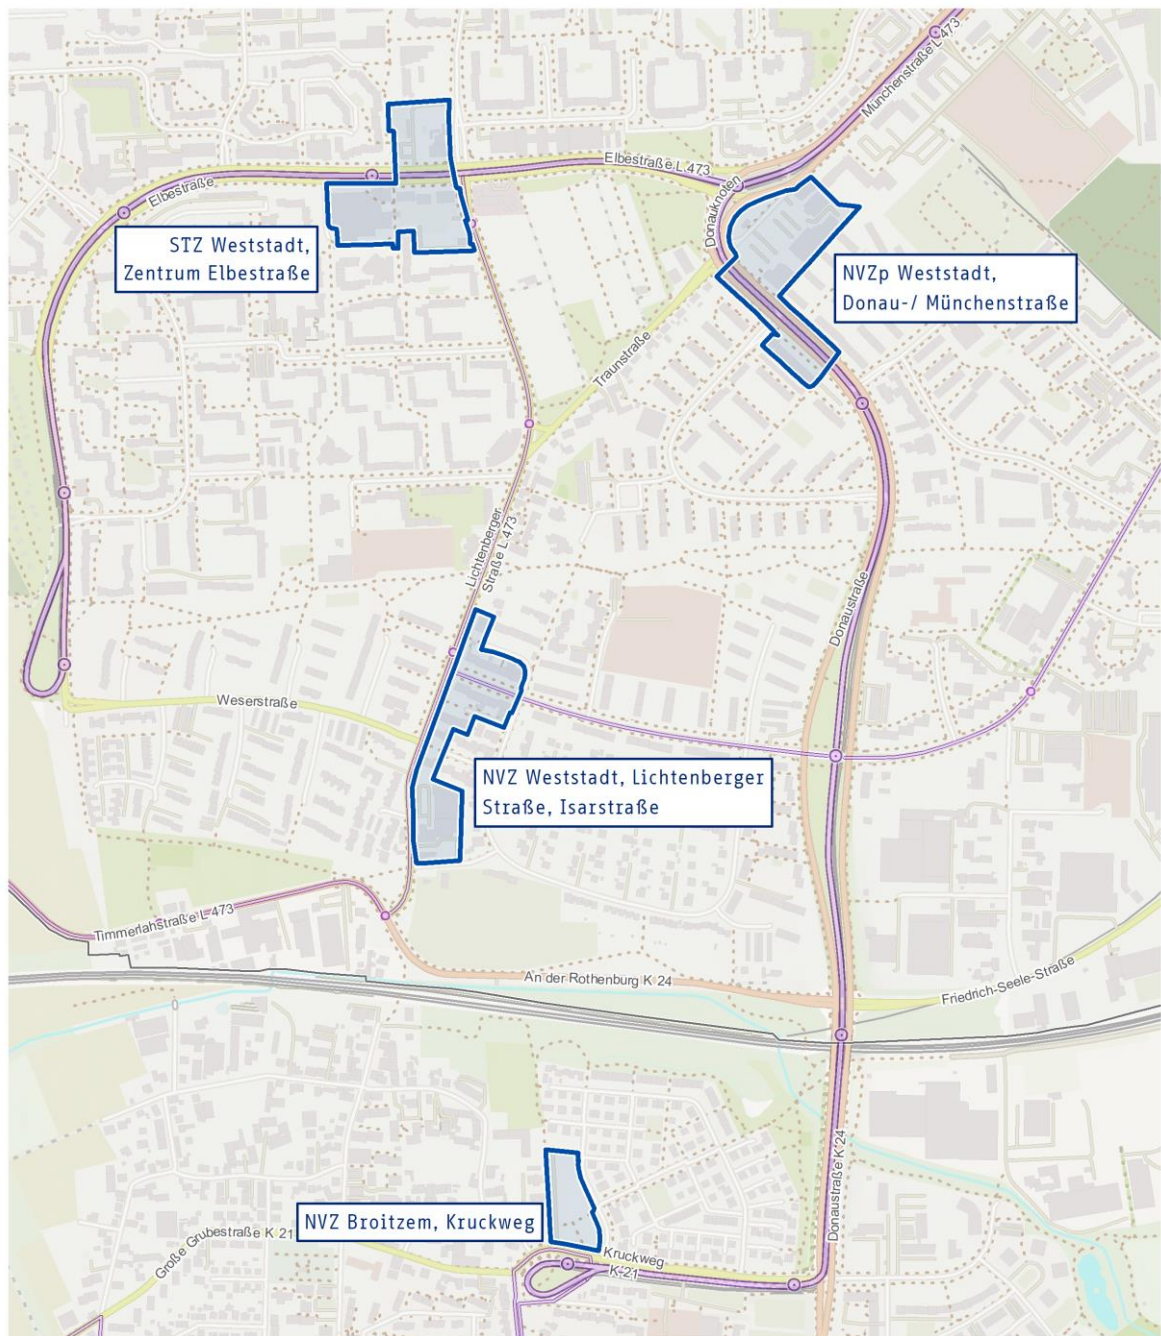 Münchenstraße L 473
Elbestraße L 473
Elbestraße
Donauknoten
STZ Weststadt,
Zentrum Elbestraße
NVZp Weststadt,
Donau-/ Münchenstraße
Traunstraße
Lichtenberger
Straße L 473
Donaustraße
Weserstraße
NVZ Weststadt, Lichtenberger
Straße, Isarstraße
Timmerlahstraße L 473
An der Rothenburg K 24
Friedrich-Seele-Straße
Donaustraße K 24
NVZ Broitzem, Kruckweg
Große Grubestraße K 21
Kruckweg
K 21